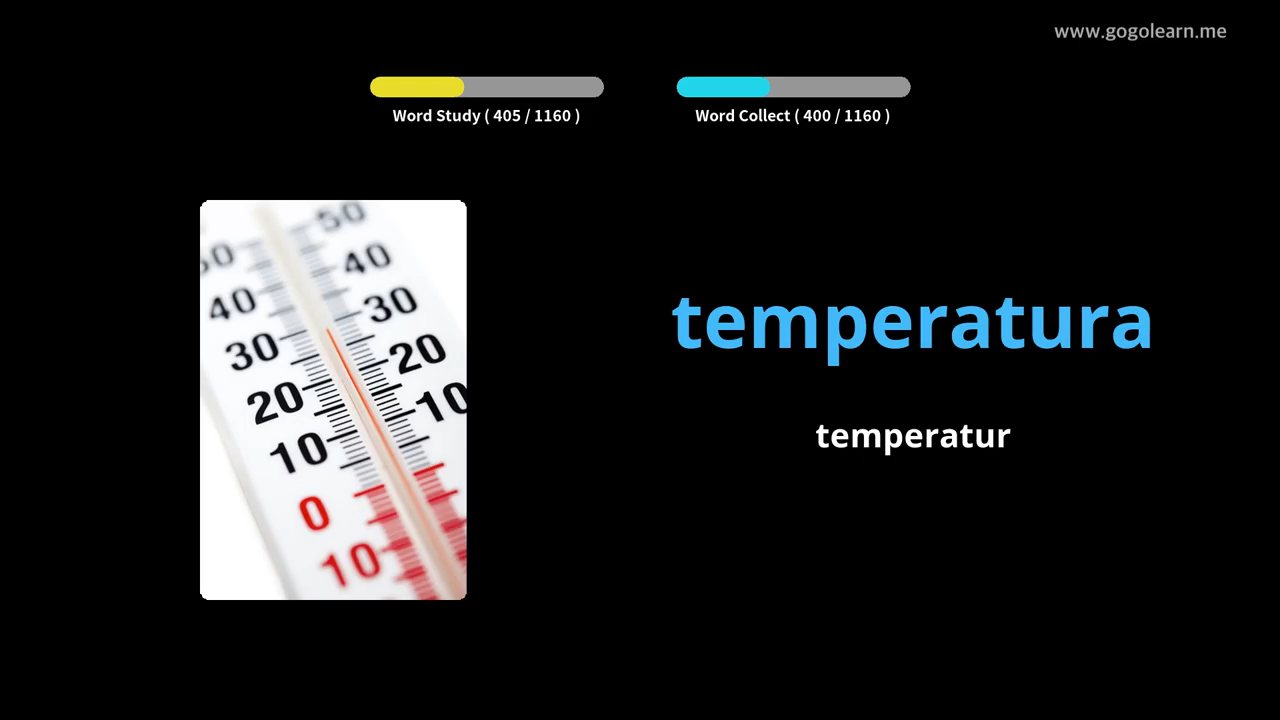 www.gogolearn.me
Word Study ( 405 / 1160 )
Word Collect ( 400 / 1160 )
50
40
40
30
30
20
20
10
10
0
10
temperatura
temperatur